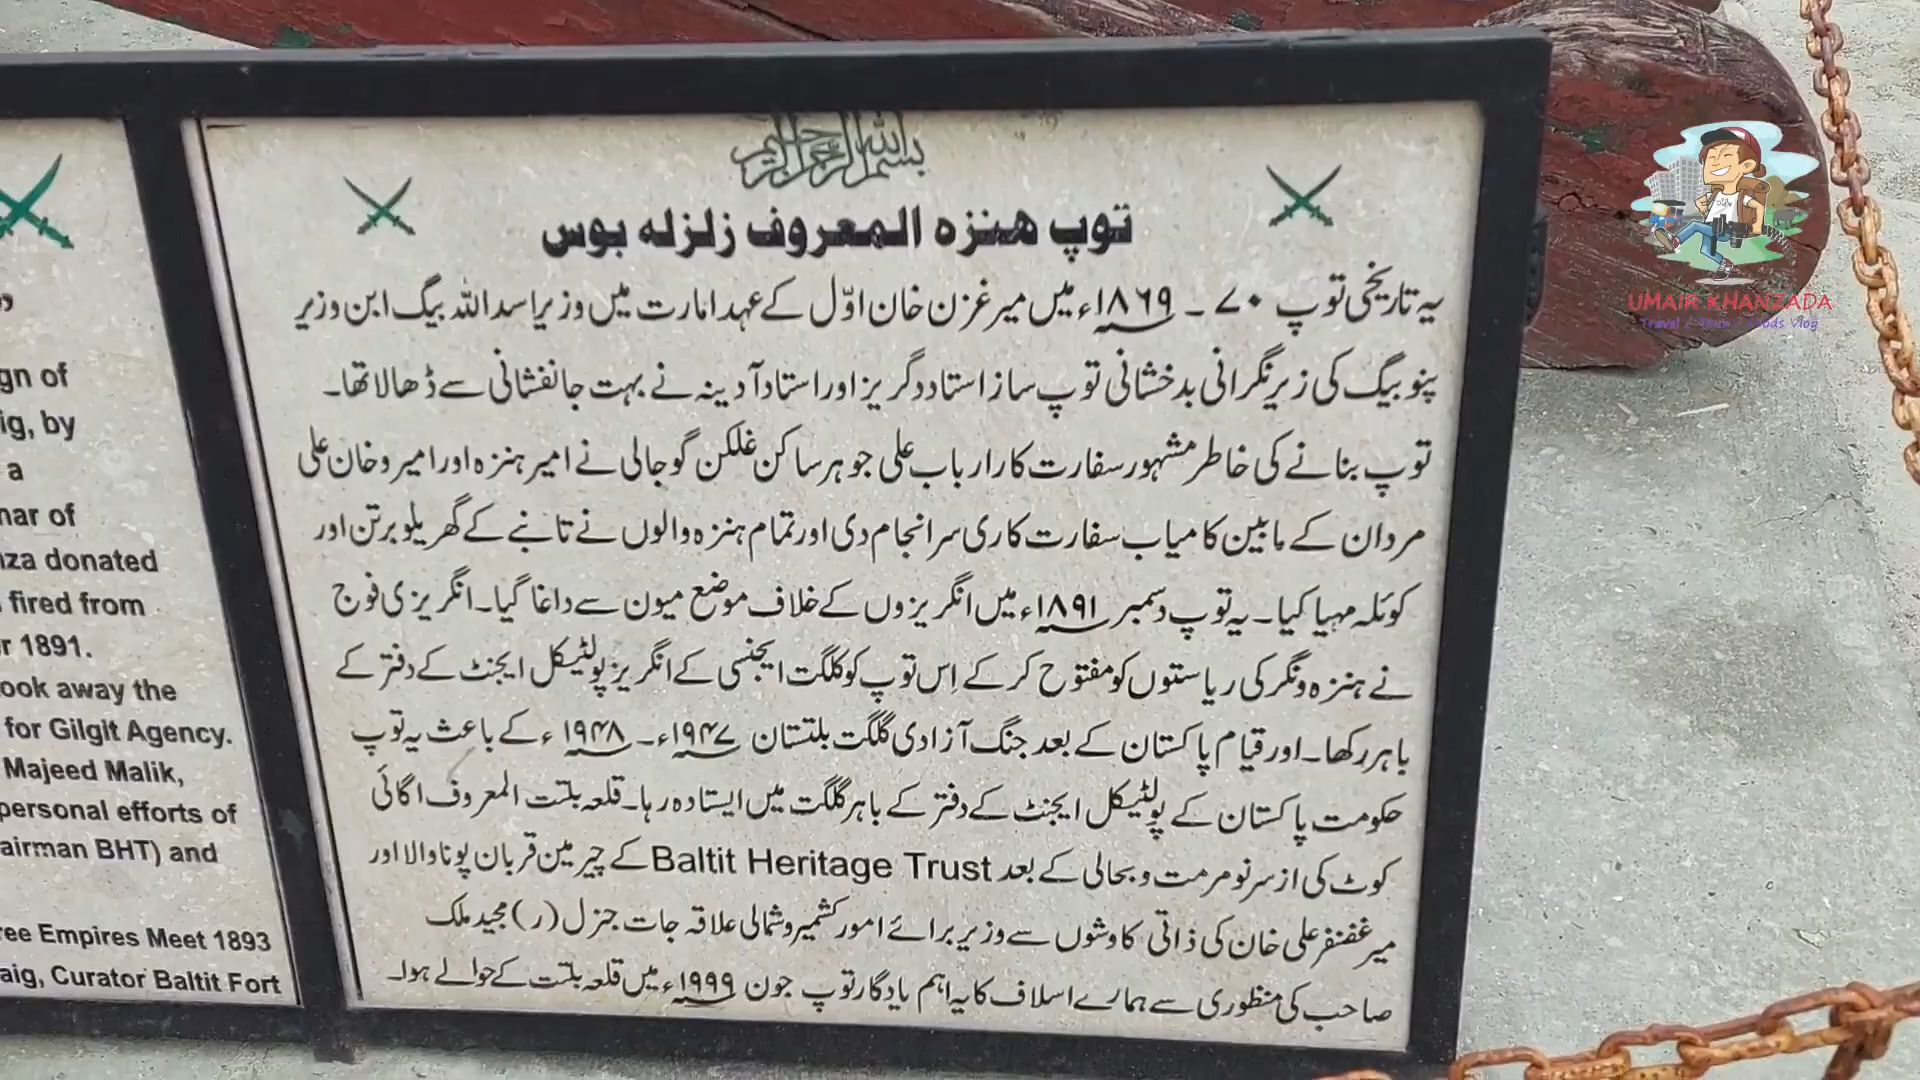 بسم اللہ الرحمن الرحیم
توپ ھنزہ المعروف زلزلہ بوس
یہ تاریخی توپ ۷۰ ۔ ۱۸۶۹ء میں میر غزن خان اوّل کے عہد امارت میں وزیر اسد اللہ بیگ ابن وزیر
پنو بیگ کی زیر نگرانی بدخشانی توپ ساز استاد دگریز اور استاد آدینہ نے بہت جانفشانی سے ڈھالا تھا۔
توپ بنانے کی خاطر مشہور سفارت کار ارباب علی جوہر ساکن غلکن گوجالی نے امیر ہنزہ اور امیر وخان علی
مردان کے مابین کامیاب سفارت کاری سرانجام دی اور تمام ہنزہ والوں نے تانبے کے گھریلو برتن اور
کوئلہ مہیا کیا۔ یہ توپ دسمبر ۱۸۹۱ء میں انگریزوں کے خلاف موضع میون سے داغا گیا۔ انگریزی فوج
نے ہنزہ و نگر کی ریاستوں کو مفتوح کر کے اِس توپ کو گلگت ایجنسی کے انگریز پولٹیکل ایجنٹ کے دفتر کے
باہر رکھا۔ اور قیام پاکستان کے بعد جنگ آزادی گلگت بلتستان ۱۹۴۷ء۔ ۱۹۴۸ء کے باعث یہ توپ
حکومت پاکستان کے پولٹیکل ایجنٹ کے دفتر کے باہر گلگت میں ایستادہ رہا۔ قلعہ بلتت المعروف اگائی
کوٹ کی از سر نو مرمت و بحالی کے بعد Baltit Heritage Trust کے چیرمین قربان پونا والا اور
میر غضنفر علی خان کی ذاتی کاوشوں سے وزیر برائے امور کشمیر و شمالی علاقہ جات جنرل (ر) مجید ملک
صاحب کی منظوری سے ہمارے اسلاف کا یہ اہم یادگار توپ جون ۱۹۹۹ء میں قلعہ بلتت کے حوالے ہوا۔
gn of
ig, by
a
nar of
nza donated
fired from
r 1891.
ook away the
for Gilgit Agency.
Majeed Malik,
personal efforts of
airman BHT) and
ree Empires Meet 1893
aig, Curator Baltit Fort
UMAIR KHANZADA
Travel / Tour / Foods Vlog